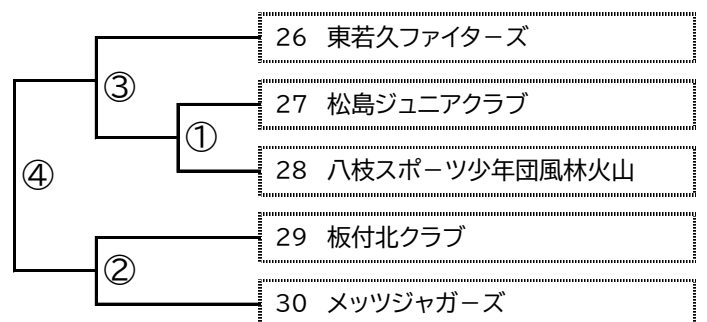 26 東若久ファイターズ
③
27 松島ジュニアクラブ
①
28 八枝スポーツ少年団風林火山
④
29 板付北クラブ
②
30 メッツジャガーズ